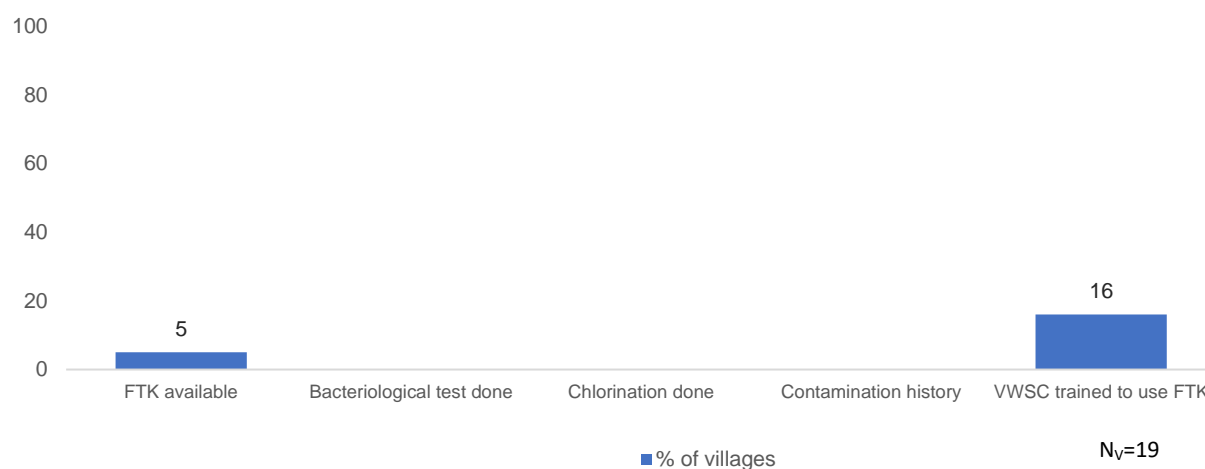 100
80
60
40
20
0
5
16
FTK available
Bacteriological test done
Chlorination done
Contamination history
VWSC trained to use FTK
% of villages
NV=19